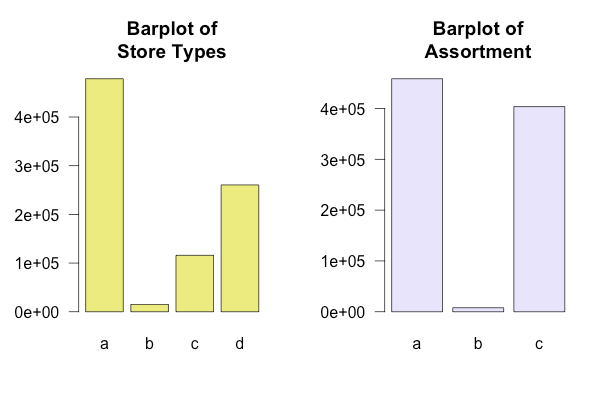 Barplot of
Store Types
4e+05
3e+05
2e+05
1e+05
0e+00
a b c d
Barplot of
Assortment
4e+05
3e+05
2e+05
1e+05
0e+00
a b c